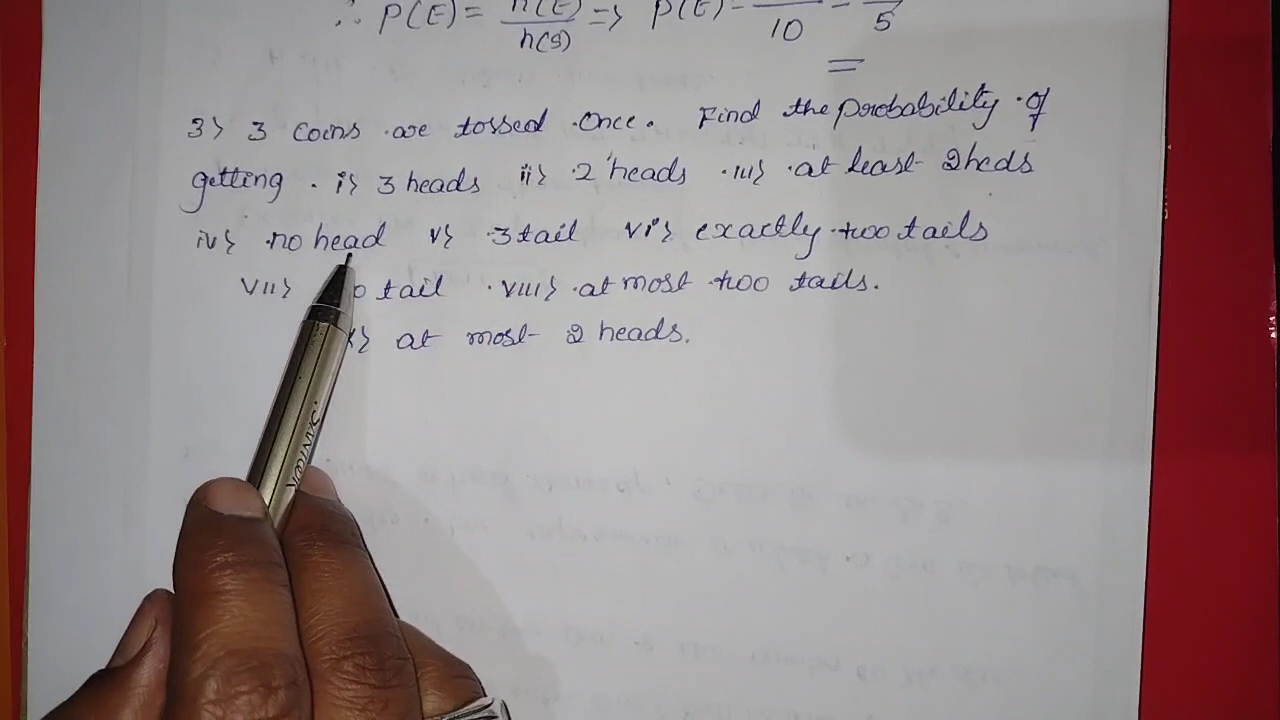 ∴ P(E) = n(E)/n(S) => P(E) = /10 = /5
3} 3 coins are tossed once. Find the probability of
getting i} 3 heads ii} 2 heads iii} at least 2heds
iv} no head v} 3 tail vi} exactly two tails
vii} tail viii} at most two tails.
at most 2 heads.